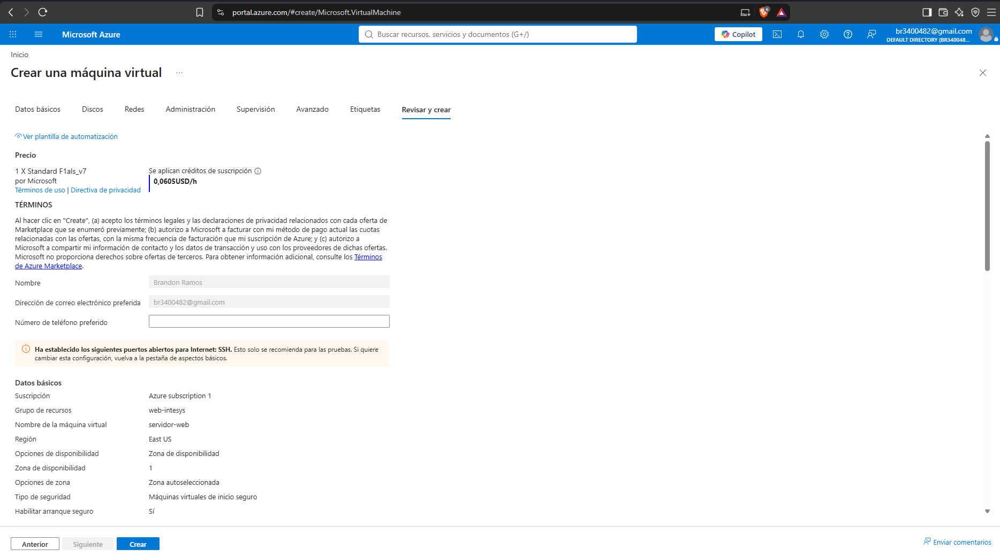 portal.azure.com/#create/Microsoft.VirtualMachine
6
Microsoft Azure
Buscar recursos, servicios y documentos (G+/)
Copilot
br3400482@gmail.com
DEFAULT DIRECTORY (BR340048...
Inicio
Crear una máquina virtual
...
Datos básicos
Discos
Redes
Administración
Supervisión
Avanzado
Etiquetas
Revisar y crear
Ver plantilla de automatización
Precio
1 X Standard F1als_v7
por Microsoft
Términos de uso | Directiva de privacidad
Se aplican créditos de suscripción
0,0605USD/h
TÉRMINOS
Al hacer clic en "Create", (a) acepto los términos legales y las declaraciones de privacidad relacionados con cada oferta de
Marketplace que se enumeró previamente; (b) autorizo a Microsoft a facturar con mi método de pago actual las cuotas
relacionadas con las ofertas, con la misma frecuencia de facturación que mi suscripción de Azure; y (c) autorizo a
Microsoft a compartir mi información de contacto y los datos de transacción y uso con los proveedores de dichas ofertas.
Microsoft no proporciona derechos sobre ofertas de terceros. Para obtener información adicional, consulte los Términos
de Azure Marketplace.
Nombre
Brandon Ramos
Dirección de correo electrónico preferida
br3400482@gmail.com
Número de teléfono preferido
Ha establecido los siguientes puertos abiertos para Internet: SSH. Esto solo se recomienda para las pruebas. Si quiere
cambiar esta configuración, vuelva a la pestaña de aspectos básicos.
Datos básicos
Suscripción
Azure subscription 1
Grupo de recursos
web-intesys
Nombre de la máquina virtual
servidor-web
Región
East US
Opciones de disponibilidad
Zona de disponibilidad
Zona de disponibilidad
1
Opciones de zona
Zona autoseleccionada
Tipo de seguridad
Máquinas virtuales de inicio seguro
Habilitar arranque seguro
Sí
Anterior
Siguiente
Crear
Enviar comentarios